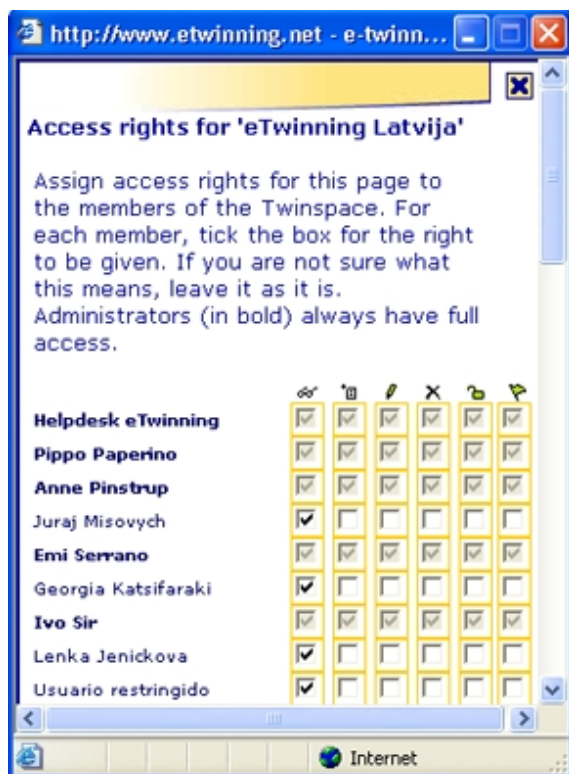 http://www.etwinning.net - e-twinn...
Access rights for 'eTwinning Latvija'
Assign access rights for this page to
the members of the Twinspace. For
each member, tick the box for the right
to be given. If you are not sure what
this means, leave it as it is.
Administrators (in bold) always have full
access.
Helpdesk eTwinning
Pippo Paperino
Anne Pinstrup
Juraj Misovych
Emi Serrano
Georgia Katsifaraki
Ivo Sir
Lenka Jenickova
Usuario restringido
Internet